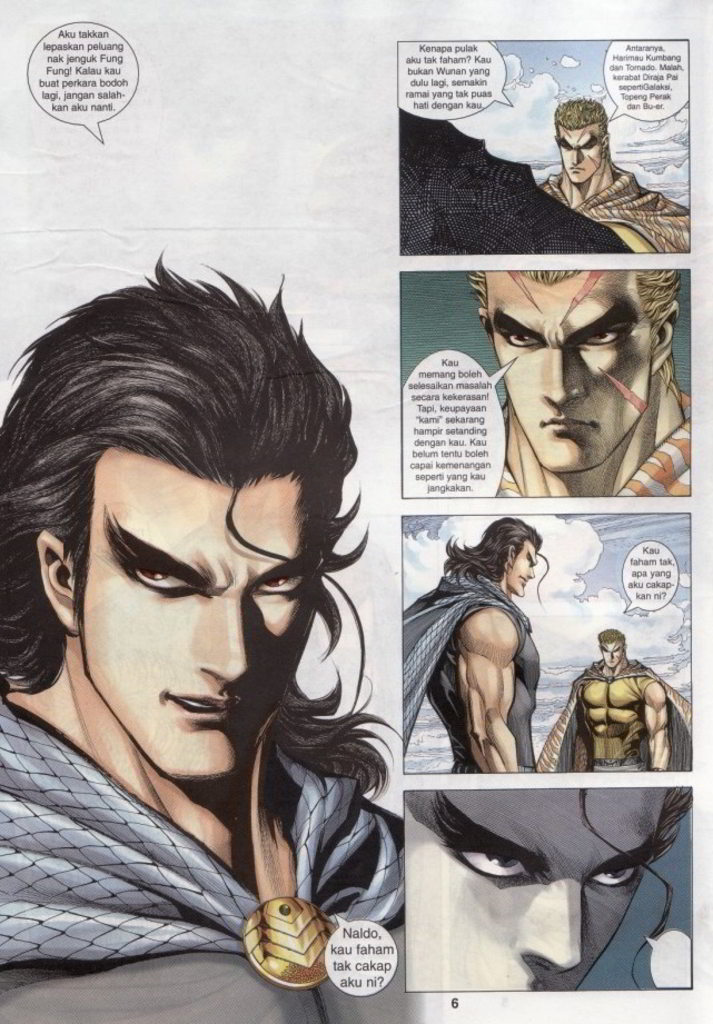 Aku takkan
lepaskan peluang
nak jenguk Fung
Fung! Kalau kau
buat perkara bodoh
lagi, jangan salah-
kan aku nanti.
Naldo,
kau faham
tak cakap
aku ni?
Kenapa pulak
aku tak faham? Kau
bukan Wunan yang
dulu lagi, semakin
ramai yang tak puas
hati dengan kau.
Antaranya,
Harimau Kumbang
dan Tornado. Malah,
kerabat Diraja Pai
sepertiGalaksi,
Topeng Perak
dan Bu-er.
Kau
memang boleh
selesaikan masalah
secara kekerasan!
Tapi, keupayaan
"kami" sekarang
hampir setanding
dengan kau. Kau
belum tentu boleh
capai kemenangan
seperti yang kau
jangkakan.
Kau
faham tak,
apa yang
aku cakap-
kan ni?
6